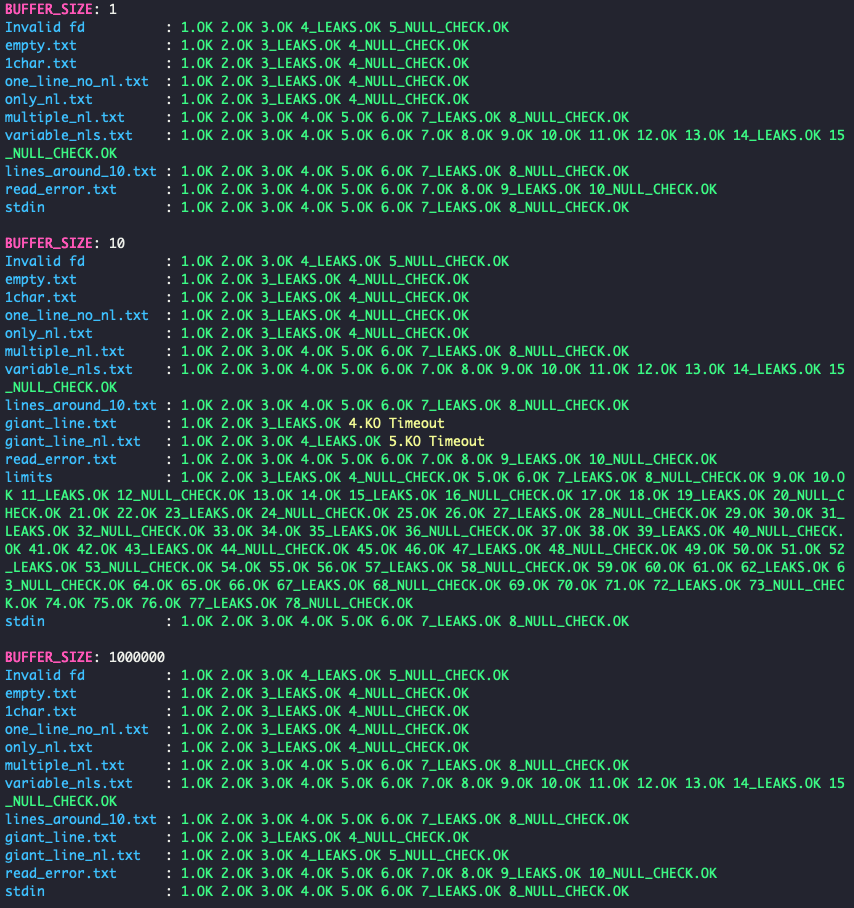 BUFFER_SIZE: 1
Invalid fd          : 1.OK 2.OK 3.OK 4_LEAKS.OK 5_NULL_CHECK.OK
empty.txt           : 1.OK 2.OK 3_LEAKS.OK 4_NULL_CHECK.OK
1char.txt           : 1.OK 2.OK 3_LEAKS.OK 4_NULL_CHECK.OK
one_line_no_nl.txt  : 1.OK 2.OK 3_LEAKS.OK 4_NULL_CHECK.OK
only_nl.txt         : 1.OK 2.OK 3_LEAKS.OK 4_NULL_CHECK.OK
multiple_nl.txt     : 1.OK 2.OK 3.OK 4.OK 5.OK 6.OK 7_LEAKS.OK 8_NULL_CHECK.OK
variable_nls.txt    : 1.OK 2.OK 3.OK 4.OK 5.OK 6.OK 7.OK 8.OK 9.OK 10.OK 11.OK 12.OK 13.OK 14_LEAKS.OK 15
_NULL_CHECK.OK
lines_around_10.txt : 1.OK 2.OK 3.OK 4.OK 5.OK 6.OK 7_LEAKS.OK 8_NULL_CHECK.OK
read_error.txt      : 1.OK 2.OK 3.OK 4.OK 5.OK 6.OK 7.OK 8.OK 9_LEAKS.OK 10_NULL_CHECK.OK
stdin               : 1.OK 2.OK 3.OK 4.OK 5.OK 6.OK 7_LEAKS.OK 8_NULL_CHECK.OK

BUFFER_SIZE: 10
Invalid fd          : 1.OK 2.OK 3.OK 4_LEAKS.OK 5_NULL_CHECK.OK
empty.txt           : 1.OK 2.OK 3_LEAKS.OK 4_NULL_CHECK.OK
1char.txt           : 1.OK 2.OK 3_LEAKS.OK 4_NULL_CHECK.OK
one_line_no_nl.txt  : 1.OK 2.OK 3_LEAKS.OK 4_NULL_CHECK.OK
only_nl.txt         : 1.OK 2.OK 3_LEAKS.OK 4_NULL_CHECK.OK
multiple_nl.txt     : 1.OK 2.OK 3.OK 4.OK 5.OK 6.OK 7_LEAKS.OK 8_NULL_CHECK.OK
variable_nls.txt    : 1.OK 2.OK 3.OK 4.OK 5.OK 6.OK 7.OK 8.OK 9.OK 10.OK 11.OK 12.OK 13.OK 14_LEAKS.OK 15
_NULL_CHECK.OK
lines_around_10.txt : 1.OK 2.OK 3.OK 4.OK 5.OK 6.OK 7_LEAKS.OK 8_NULL_CHECK.OK
giant_line.txt      : 1.OK 2.OK 3_LEAKS.OK 4.KO Timeout
giant_line_nl.txt   : 1.OK 2.OK 3.OK 4_LEAKS.OK 5.KO Timeout
read_error.txt      : 1.OK 2.OK 3.OK 4.OK 5.OK 6.OK 7.OK 8.OK 9_LEAKS.OK 10_NULL_CHECK.OK
limits              : 1.OK 2.OK 3_LEAKS.OK 4_NULL_CHECK.OK 5.OK 6.OK 7_LEAKS.OK 8_NULL_CHECK.OK 9.OK 10.O
K 11_LEAKS.OK 12_NULL_CHECK.OK 13.OK 14.OK 15_LEAKS.OK 16_NULL_CHECK.OK 17.OK 18.OK 19_LEAKS.OK 20_NULL_C
HECK.OK 21.OK 22.OK 23_LEAKS.OK 24_NULL_CHECK.OK 25.OK 26.OK 27_LEAKS.OK 28_NULL_CHECK.OK 29.OK 30.OK 31_
LEAKS.OK 32_NULL_CHECK.OK 33.OK 34.OK 35_LEAKS.OK 36_NULL_CHECK.OK 37.OK 38.OK 39_LEAKS.OK 40_NULL_CHECK.
OK 41.OK 42.OK 43_LEAKS.OK 44_NULL_CHECK.OK 45.OK 46.OK 47_LEAKS.OK 48_NULL_CHECK.OK 49.OK 50.OK 51.OK 52
_LEAKS.OK 53_NULL_CHECK.OK 54.OK 55.OK 56.OK 57_LEAKS.OK 58_NULL_CHECK.OK 59.OK 60.OK 61.OK 62_LEAKS.OK 6
3_NULL_CHECK.OK 64.OK 65.OK 66.OK 67_LEAKS.OK 68_NULL_CHECK.OK 69.OK 70.OK 71.OK 72_LEAKS.OK 73_NULL_CHEC
K.OK 74.OK 75.OK 76.OK 77_LEAKS.OK 78_NULL_CHECK.OK
stdin               : 1.OK 2.OK 3.OK 4.OK 5.OK 6.OK 7_LEAKS.OK 8_NULL_CHECK.OK

BUFFER_SIZE: 1000000
Invalid fd          : 1.OK 2.OK 3.OK 4_LEAKS.OK 5_NULL_CHECK.OK
empty.txt           : 1.OK 2.OK 3_LEAKS.OK 4_NULL_CHECK.OK
1char.txt           : 1.OK 2.OK 3_LEAKS.OK 4_NULL_CHECK.OK
one_line_no_nl.txt  : 1.OK 2.OK 3_LEAKS.OK 4_NULL_CHECK.OK
only_nl.txt         : 1.OK 2.OK 3_LEAKS.OK 4_NULL_CHECK.OK
multiple_nl.txt     : 1.OK 2.OK 3.OK 4.OK 5.OK 6.OK 7_LEAKS.OK 8_NULL_CHECK.OK
variable_nls.txt    : 1.OK 2.OK 3.OK 4.OK 5.OK 6.OK 7.OK 8.OK 9.OK 10.OK 11.OK 12.OK 13.OK 14_LEAKS.OK 15
_NULL_CHECK.OK
lines_around_10.txt : 1.OK 2.OK 3.OK 4.OK 5.OK 6.OK 7_LEAKS.OK 8_NULL_CHECK.OK
giant_line.txt      : 1.OK 2.OK 3_LEAKS.OK 4_NULL_CHECK.OK
giant_line_nl.txt   : 1.OK 2.OK 3.OK 4_LEAKS.OK 5_NULL_CHECK.OK
read_error.txt      : 1.OK 2.OK 3.OK 4.OK 5.OK 6.OK 7.OK 8.OK 9_LEAKS.OK 10_NULL_CHECK.OK
stdin               : 1.OK 2.OK 3.OK 4.OK 5.OK 6.OK 7_LEAKS.OK 8_NULL_CHECK.OK